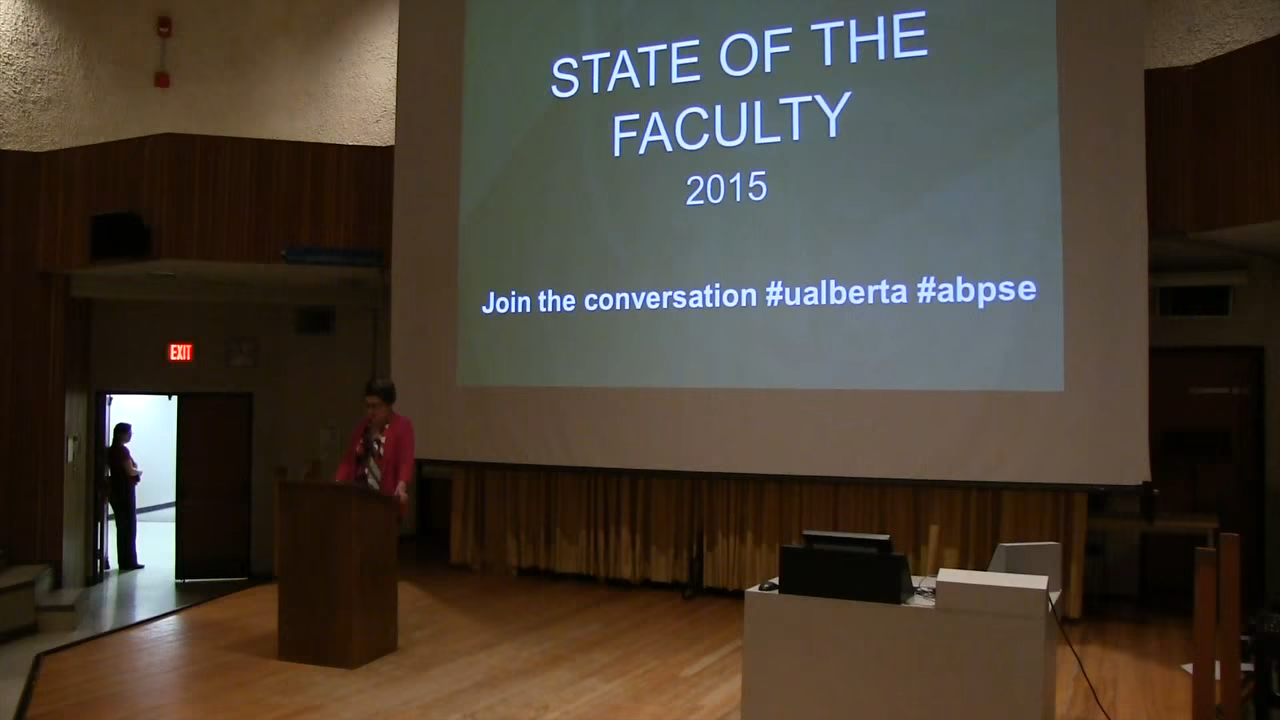 STATE OF THE
FACULTY
2015
Join the conversation #ualberta #abpse
EXIT